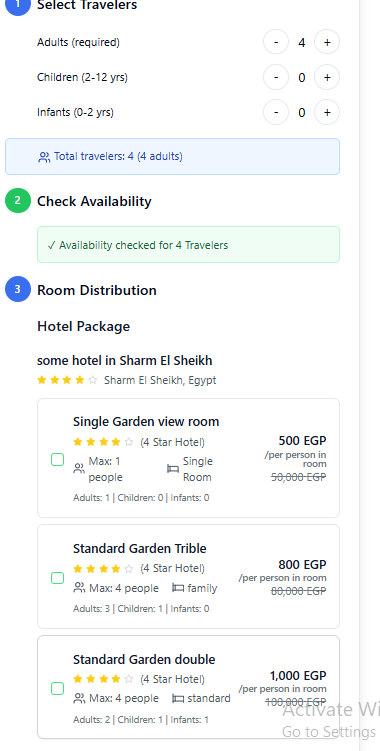 1 Select Travelers
Adults (required) - 4 +
Children (2-12 yrs) - 0 +
Infants (0-2 yrs) - 0 +
Total travelers: 4 (4 adults)
2 Check Availability
✓ Availability checked for 4 Travelers
3 Room Distribution
Hotel Package
some hotel in Sharm El Sheikh
Sharm El Sheikh, Egypt
Single Garden view room
(4 Star Hotel)
500 EGP
/per person in
room
50,000 EGP
Max: 1
people
Single
Room
Adults: 1 | Children: 0 | Infants: 0
Standard Garden Trible
(4 Star Hotel)
800 EGP
/per person in room
80,000 EGP
Max: 4 people
family
Adults: 3 | Children: 1 | Infants: 0
Standard Garden double
(4 Star Hotel)
1,000 EGP
/per person in room
100,000 EGP
Max: 4 people
standard
Adults: 2 | Children: 1 | Infants: 1
Activate Wi
Go to Settings